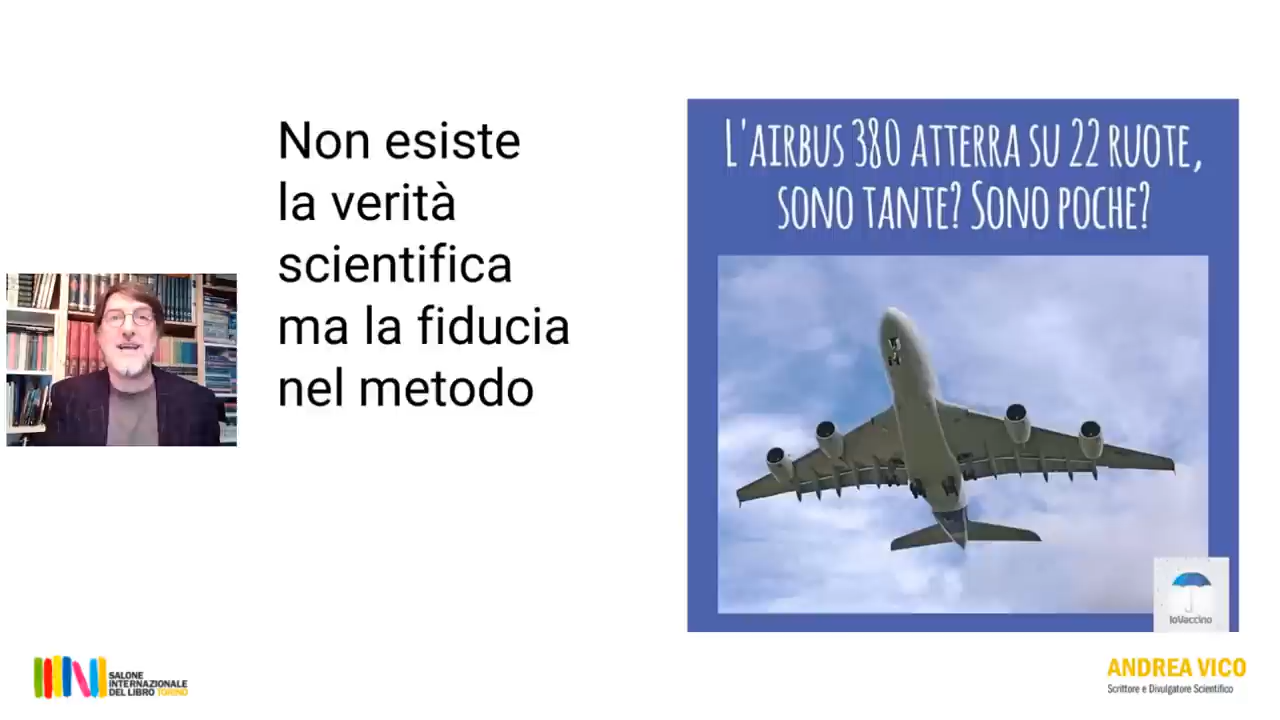 Non esiste
la verità
scientifica
ma la fiducia
nel metodo
L'AIRBUS 380 ATTERRA SU 22 RUOTE,
SONO TANTE? SONO POCHE?
IoVaccino
SALONE
INTERNAZIONALE
DEL LIBRO TORINO
ANDREA VICO
Scrittore e Divulgatore Scientifico